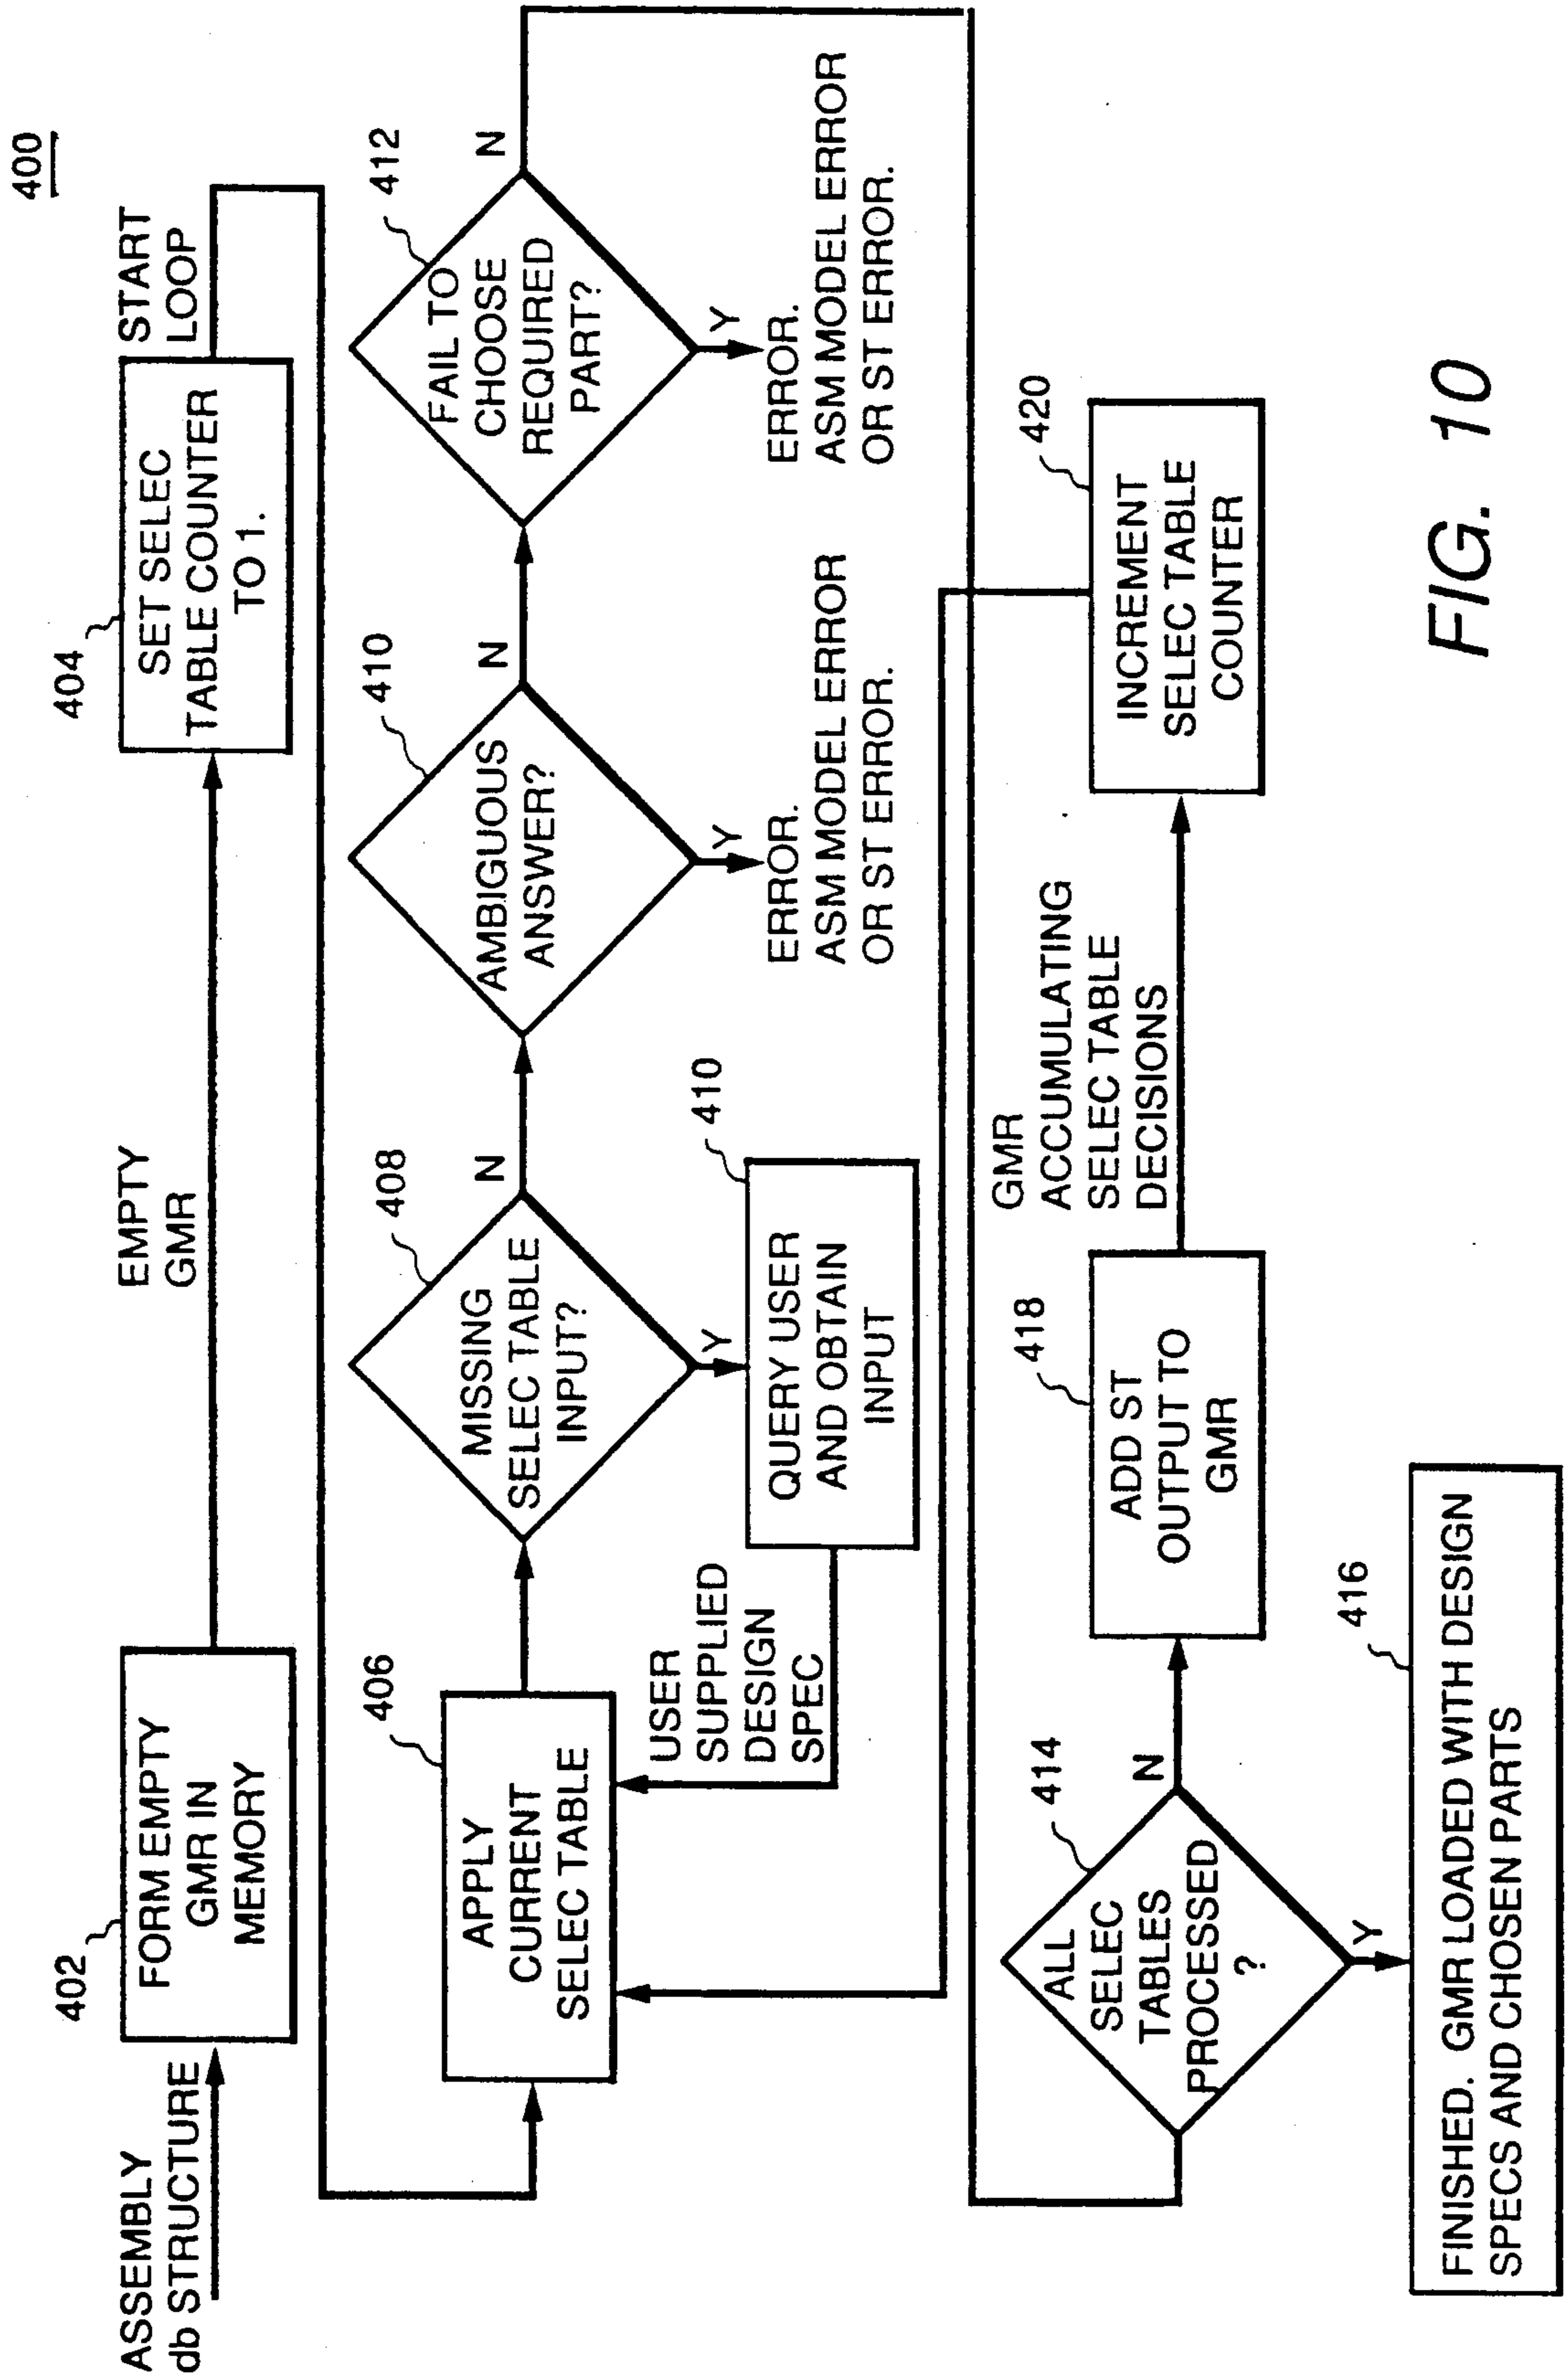 400
ASSEMBLY
db STRUCTURE
402
FORM EMPTY
GMR IN
MEMORY
EMPTY
GMR
404
SET SELEC
TABLE COUNTER
TO 1.
START
LOOP
406
APPLY
CURRENT
SELEC TABLE
USER
SUPPLIED
DESIGN
SPEC
408
MISSING
SELEC TABLE
INPUT?
N
Y
410
QUERY USER
AND OBTAIN
INPUT
410
AMBIGUOUS
ANSWER?
N
Y
ERROR.
ASM MODEL ERROR
OR ST ERROR.
412
FAIL TO
CHOOSE
REQUIRED
PART?
N
Y
ERROR.
ASM MODEL ERROR
OR ST ERROR.
414
ALL
SELEC
TABLES
PROCESSED
?
N
Y
416
FINISHED. GMR LOADED WITH DESIGN
SPECS AND CHOSEN PARTS
418
ADD ST
OUTPUT TO
GMR
GMR
ACCUMULATING
SELEC TABLE
DECISIONS
420
INCREMENT
SELEC TABLE
COUNTER
FIG. 10